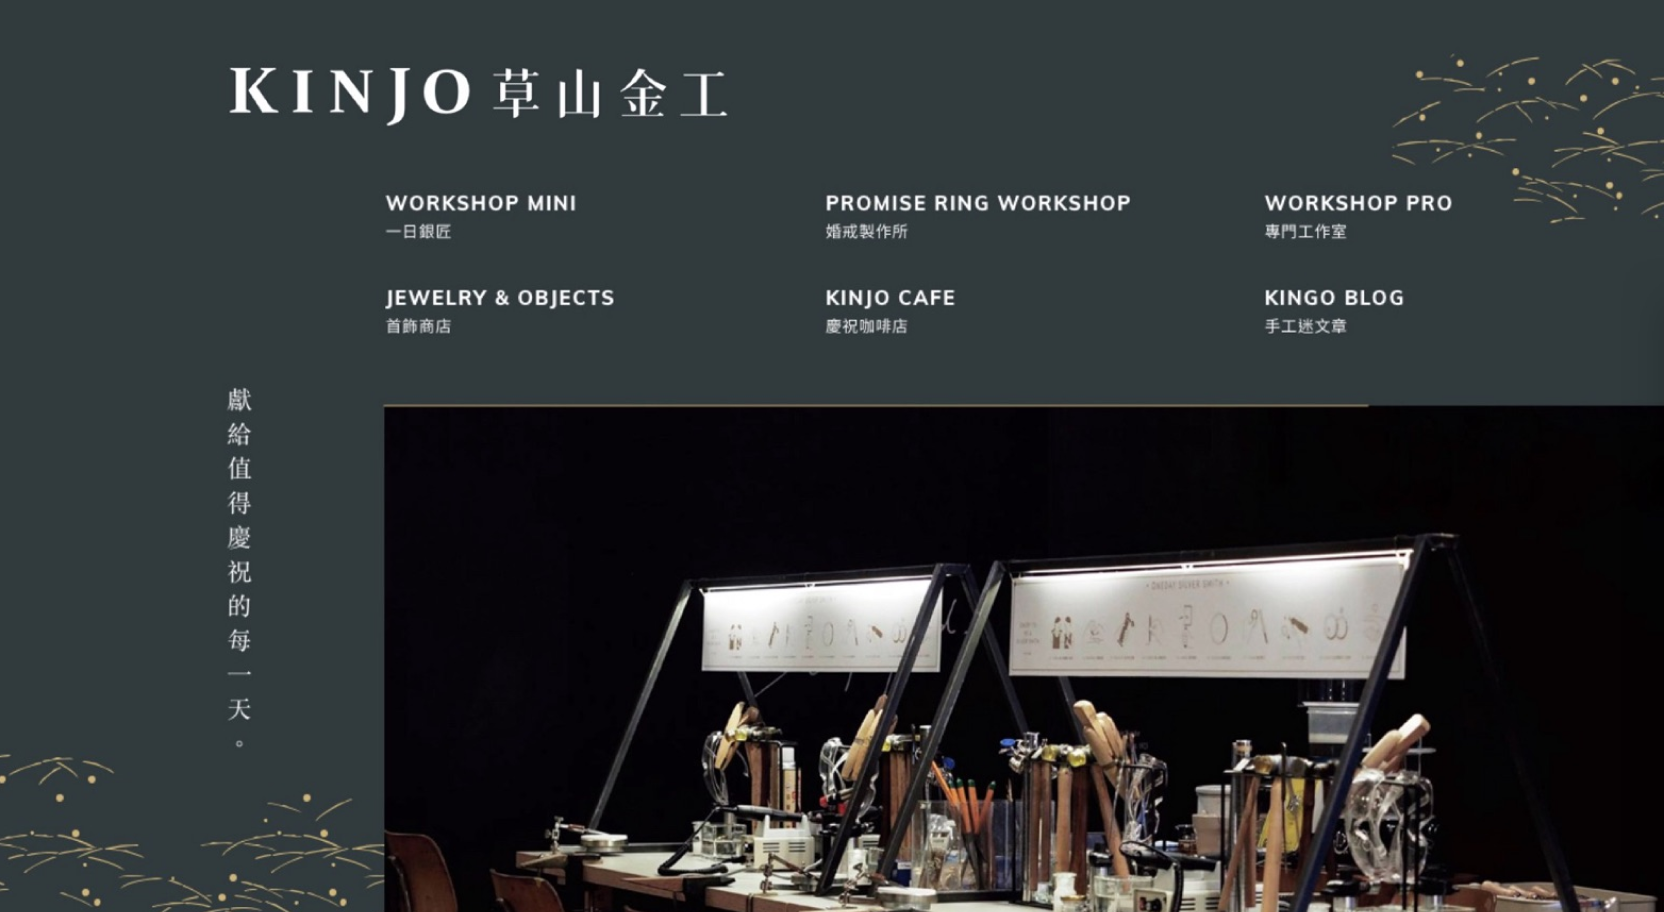 KINJO 草山金工
WORKSHOP MINI
一日銀匠
PROMISE RING WORKSHOP
婚戒製作所
WORKSHOP PRO
專門工作室
JEWELRY & OBJECTS
首飾商店
KINJO CAFE
慶祝咖啡店
KINGO BLOG
手工迷文章
獻給值得慶祝的每一天。